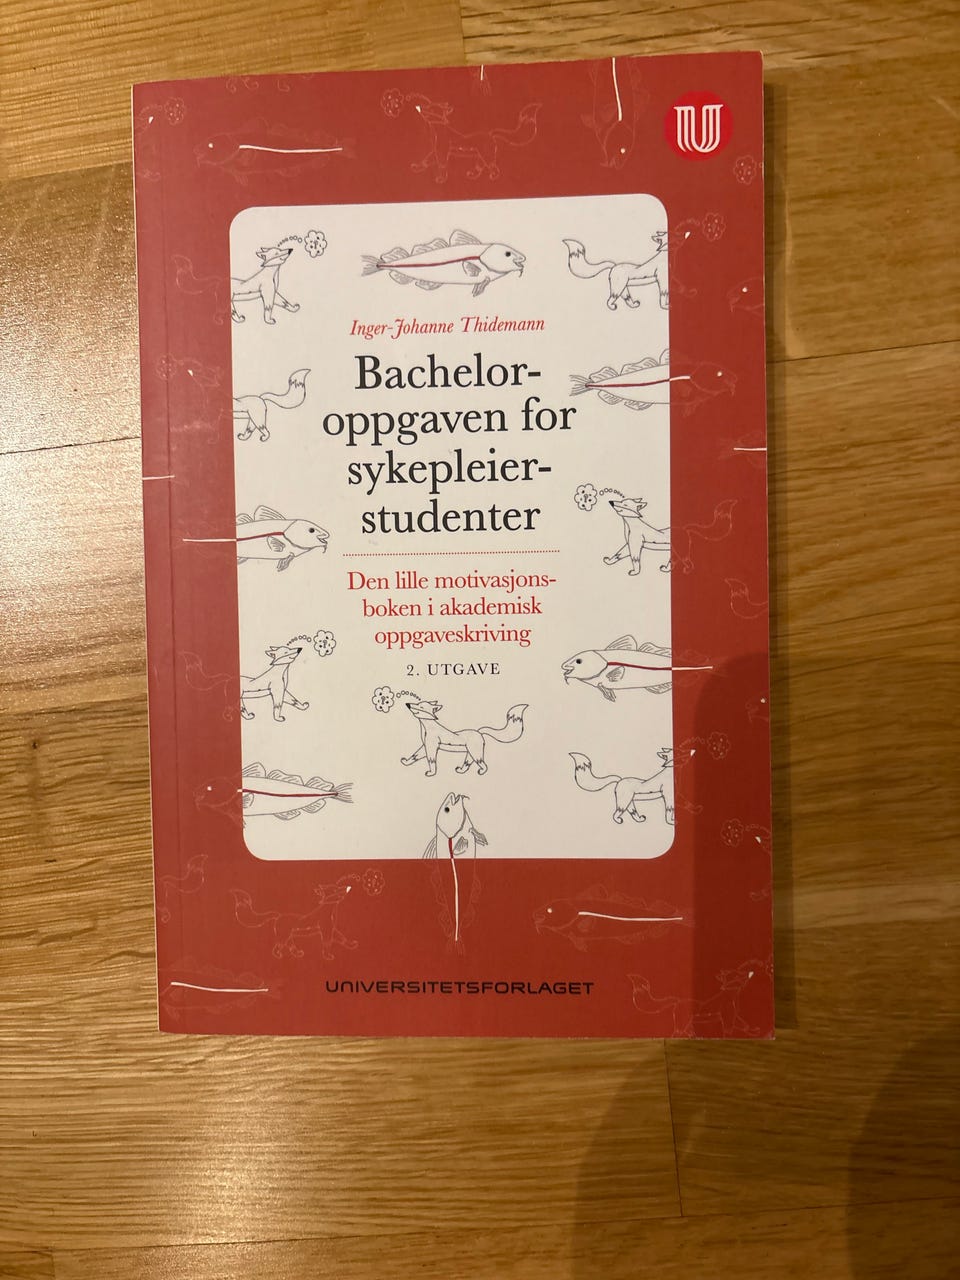 U
Inger-Johanne Thidemann
Bachelor-
oppgaven for
sykepleier-
studenter
Den lille motivasjons-
boken i akademisk
oppgaveskriving
2. UTGAVE
UNIVERSITETSFORLAGET